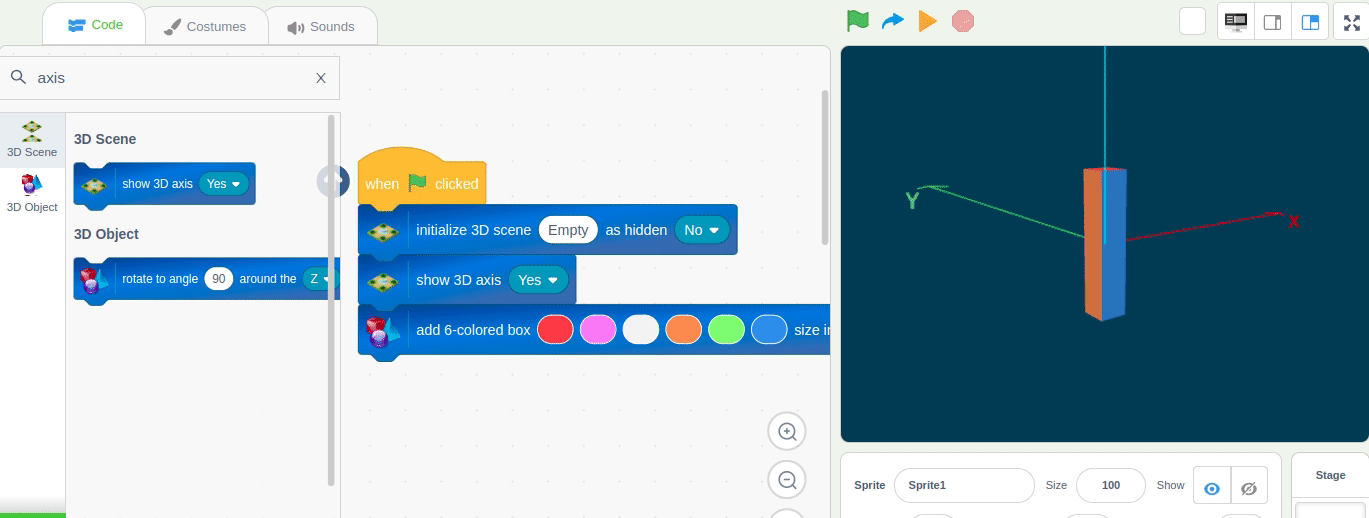 Code
Costumes
Sounds
axis
X
3D Scene
3D Object
3D Scene
show 3D axis Yes
3D Object
rotate to angle 90 around the Z
when clicked
initialize 3D scene Empty as hidden No
show 3D axis Yes
add 6-colored box size in
Y
X
Sprite Sprite1 Size 100 Show
Stage